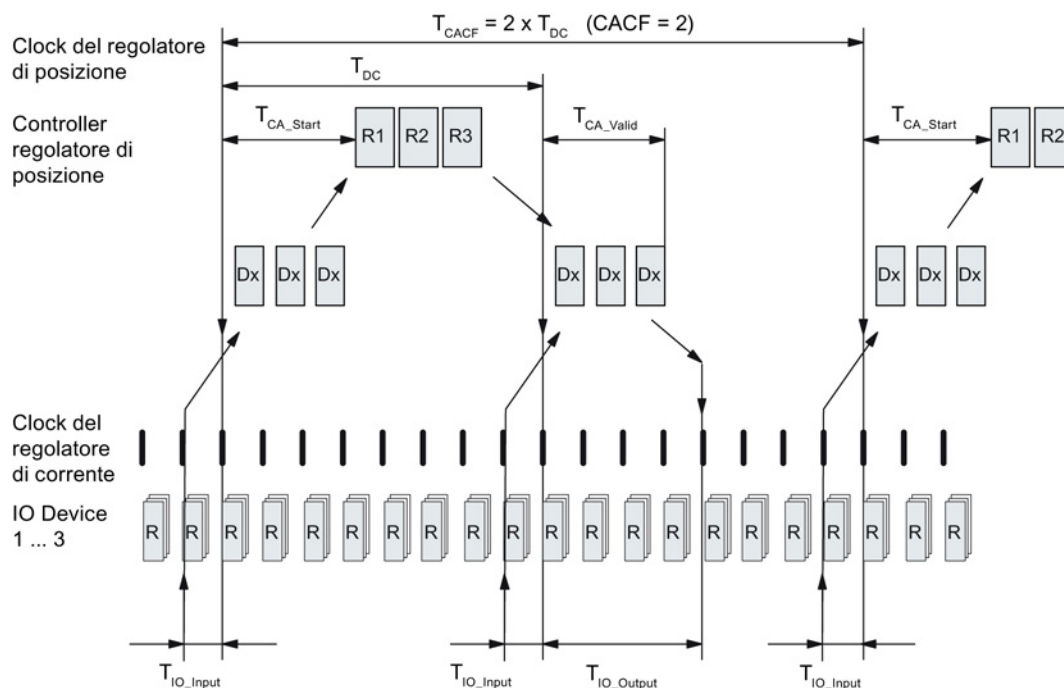 T_CACF = 2 x T_DC (CACF = 2)
Clock del regolatore
di posizione
T_DC
Controller
regolatore di
posizione
T_CA_Start
R1 R2 R3
T_CA_Valid
T_CA_Start
R1 R2
Dx Dx Dx
Dx Dx Dx
Dx Dx Dx
Clock del
regolatore
di corrente
IO Device
1 ... 3
R R R R R R R R R R R R R R R R R R R R R
T_IO_Input
T_IO_Input
T_IO_Output
T_IO_Input